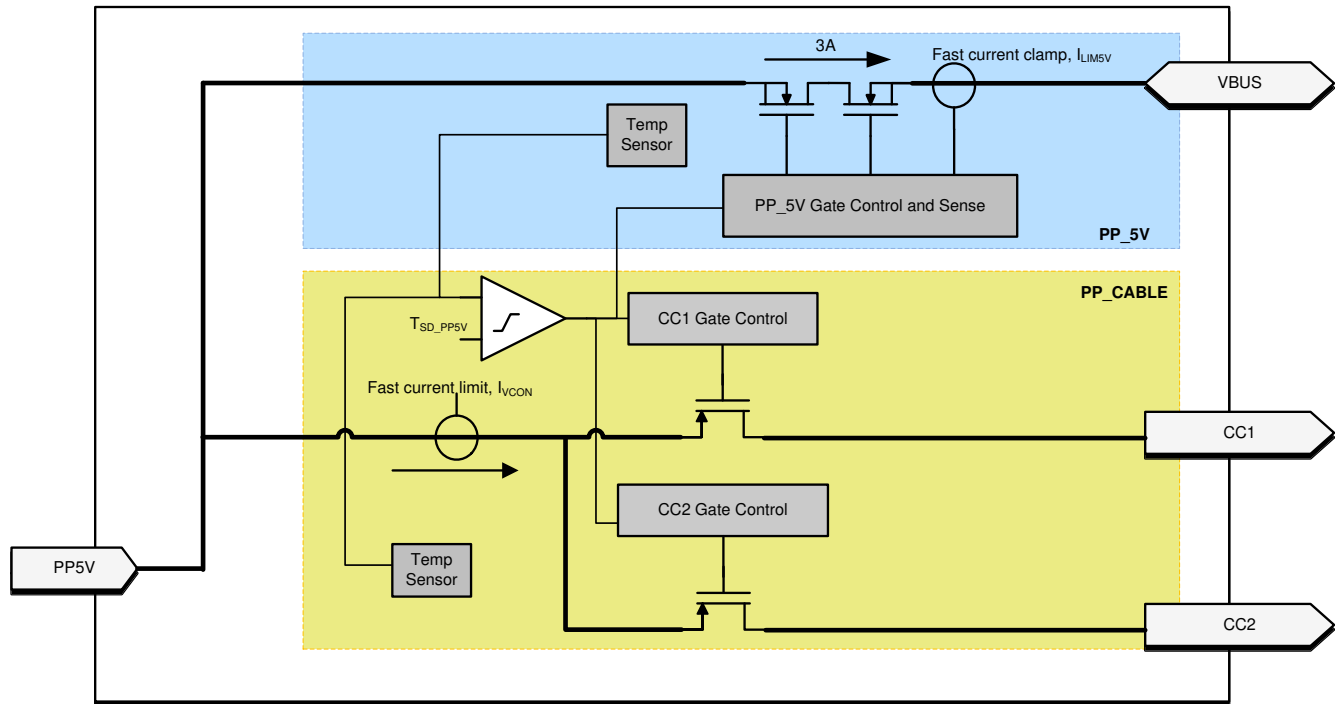 3A
Fast current clamp, ILIM5V
VBUS
Temp
Sensor
PP_5V Gate Control and Sense
PP_5V
PP_CABLE
CC1 Gate Control
TSD_PP5V
Fast current limit, IVCON
CC1
CC2 Gate Control
Temp
Sensor
PP5V
CC2